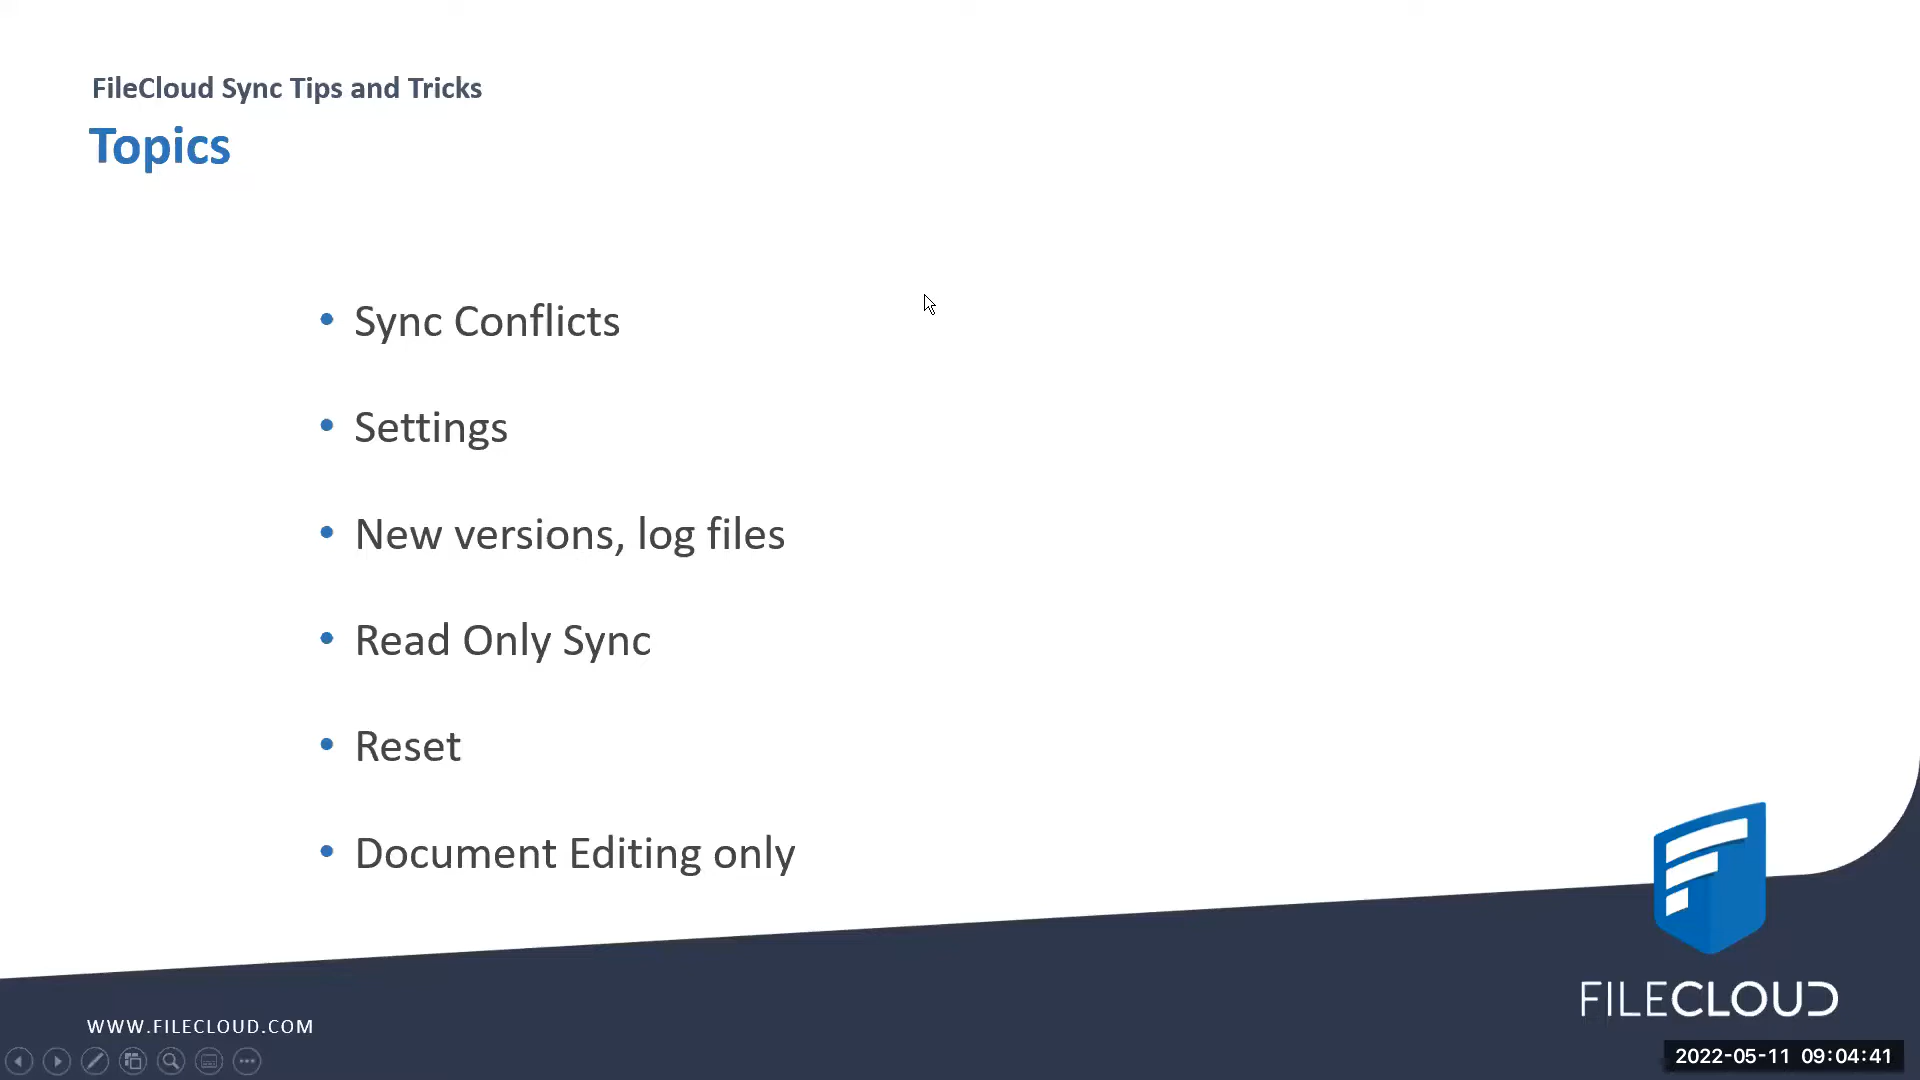 FileCloud Sync Tips and Tricks
Topics
• Sync Conflicts
• Settings
• New versions, log files
• Read Only Sync
• Reset
• Document Editing only
FILECLOUD
WWW.FILECLOUD.COM
2022-05-11 09:04:41